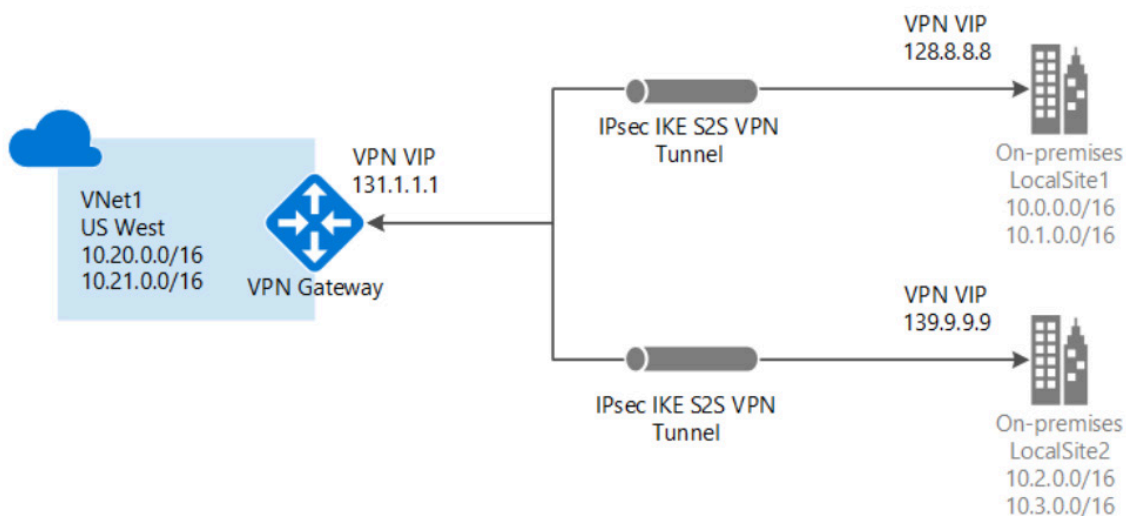 VPN VIP
128.8.8.8
IPsec IKE S2S VPN
Tunnel
On-premises
LocalSite1
10.0.0.0/16
10.1.0.0/16
VPN VIP
131.1.1.1
VNet1
US West
10.20.0.0/16
10.21.0.0/16
VPN Gateway
VPN VIP
139.9.9.9
IPsec IKE S2S VPN
Tunnel
On-premises
LocalSite2
10.2.0.0/16
10.3.0.0/16